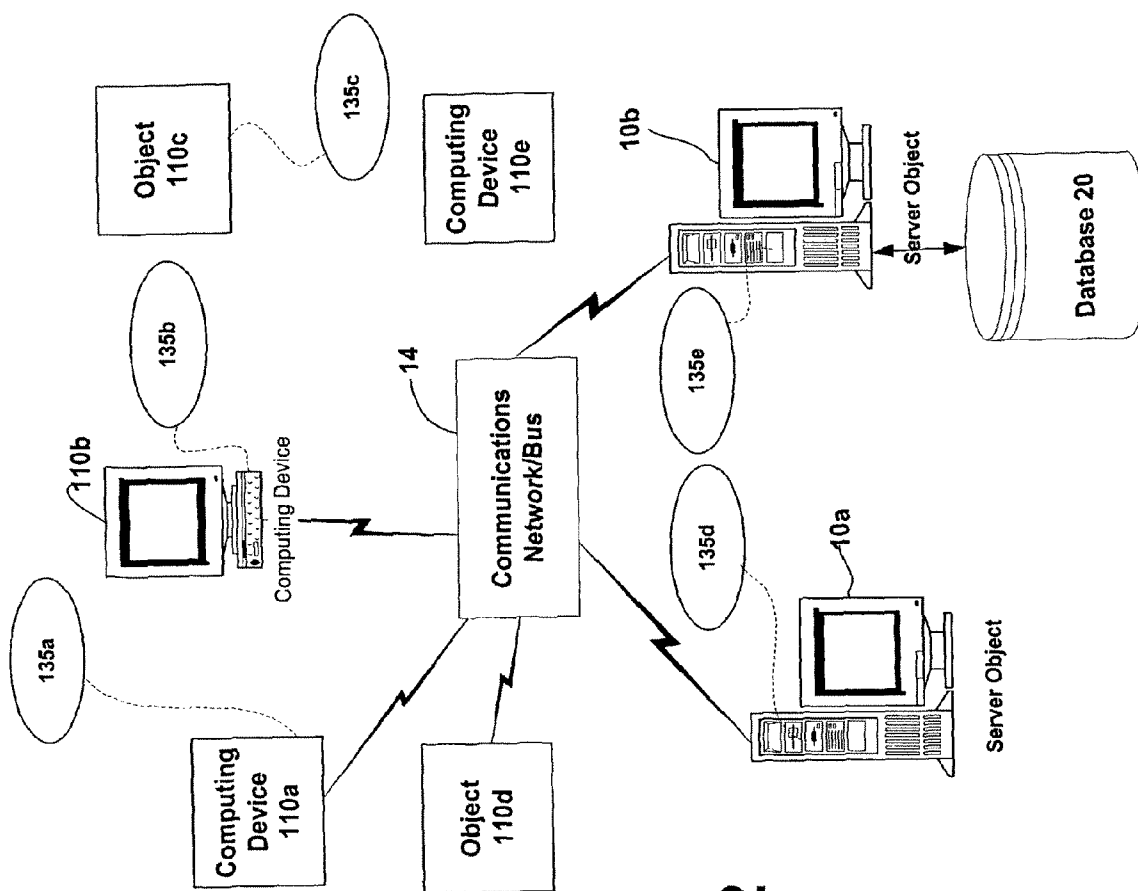 135a
110b
135b
Object
110c
135c
Computing Device
Computing
Device
110a
14
Computing
Device
110e
Communications
Network/Bus
Object
110d
10b
135e
135d
10a
Server Object
Server Object
Database 20